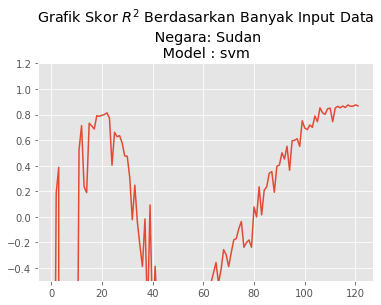 Grafik Skor $R^2$ Berdasarkan Banyak Input Data
Negara: Sudan
Model : svm
1.2
1.0
0.8
0.6
0.4
0.2
0.0
−0.2
−0.4
0 20 40 60 80 100 120